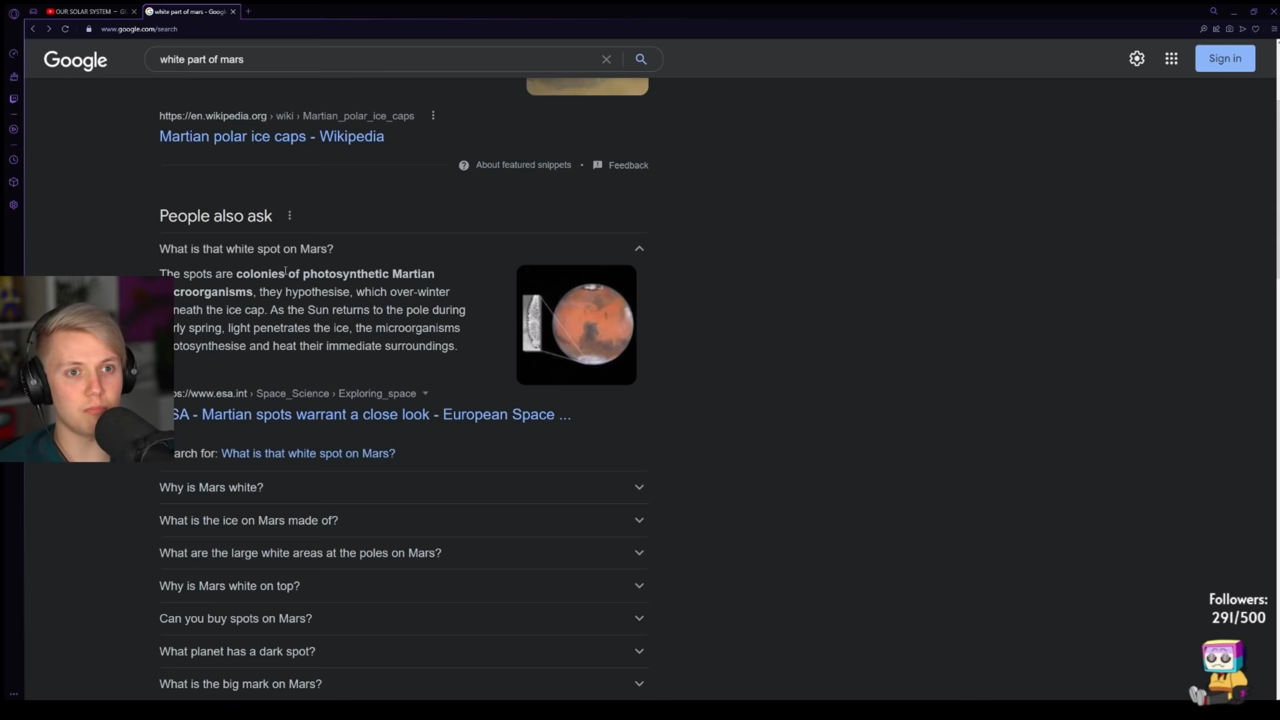 OUR SOLAR SYSTEM –
white part of mars - Goog
www.google.com/search
Google
white part of mars
Sign in
https://en.wikipedia.org › wiki › Martian_polar_ice_caps
Martian polar ice caps - Wikipedia
About featured snippets • Feedback
People also ask
What is that white spot on Mars?
The spots are colonies of photosynthetic Martian
croorganisms, they hypothesise, which over-winter
neath the ice cap. As the Sun returns to the pole during
rly spring, light penetrates the ice, the microorganisms
otosynthesise and heat their immediate surroundings.
ps://www.esa.int › Space_Science › Exploring_space
SA - Martian spots warrant a close look - European Space ...
arch for: What is that white spot on Mars?
Why is Mars white?
What is the ice on Mars made of?
What are the large white areas at the poles on Mars?
Why is Mars white on top?
Can you buy spots on Mars?
What planet has a dark spot?
What is the big mark on Mars?
Followers:
291/500